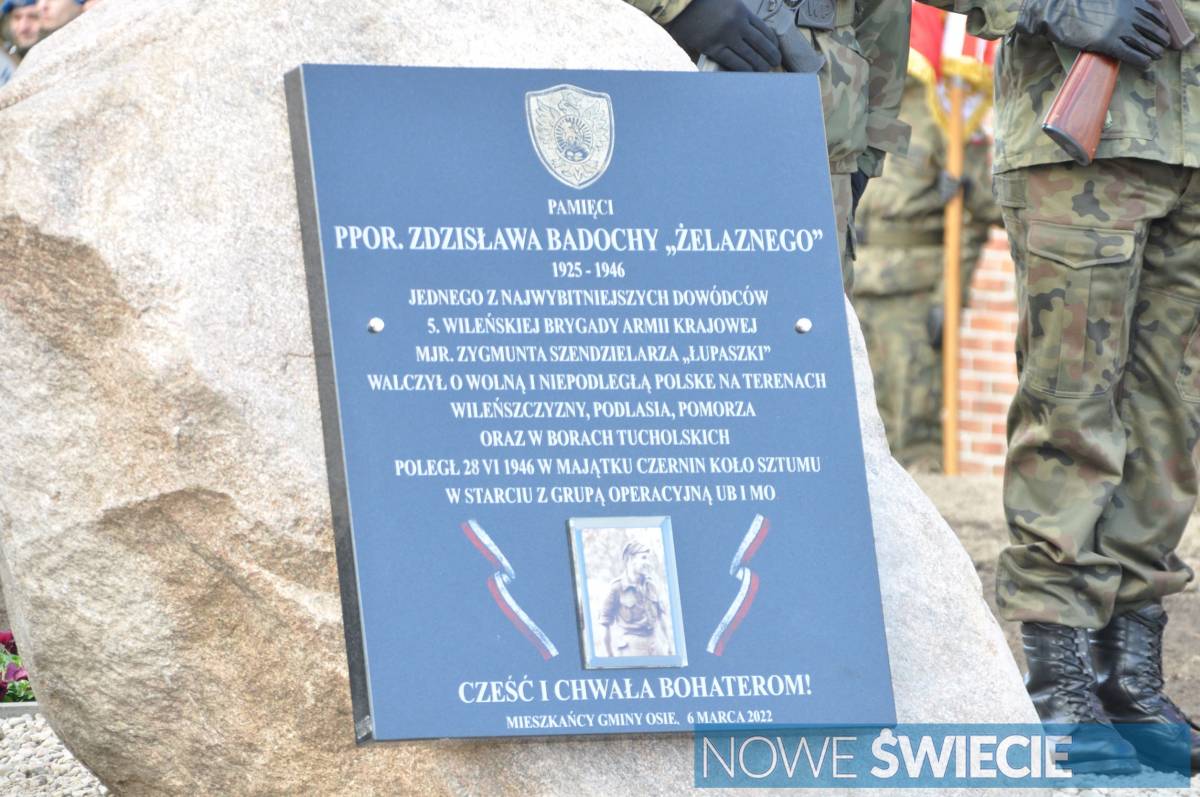 PAMIĘCI
PPOR. ZDZISŁAWA BADOCHY „ŻELAZNEGO”
1925 - 1946
JEDNEGO Z NAJWYBITNIEJSZYCH DOWÓDCÓW
5. WILEŃSKIEJ BRYGADY ARMII KRAJOWEJ
MJR. ZYGMUNTA SZENDZIELARZA „ŁUPASZKI”
WALCZYŁ O WOLNĄ I NIEPODLEGŁĄ POLSKE NA TERENACH
WILEŃSZCZYZNY, PODLASIA, POMORZA
ORAZ W BORACH TUCHOLSKICH
POLEGŁ 28 VI 1946 W MAJĄTKU CZERNIN KOŁO SZTUMU
W STARCIU Z GRUPĄ OPERACYJNĄ UB I MO
CZEŚĆ I CHWAŁA BOHATEROM!
MIESZKAŃCY GMINY OSIE, 6 MARCA 2022
NOWE ŚWIECIE